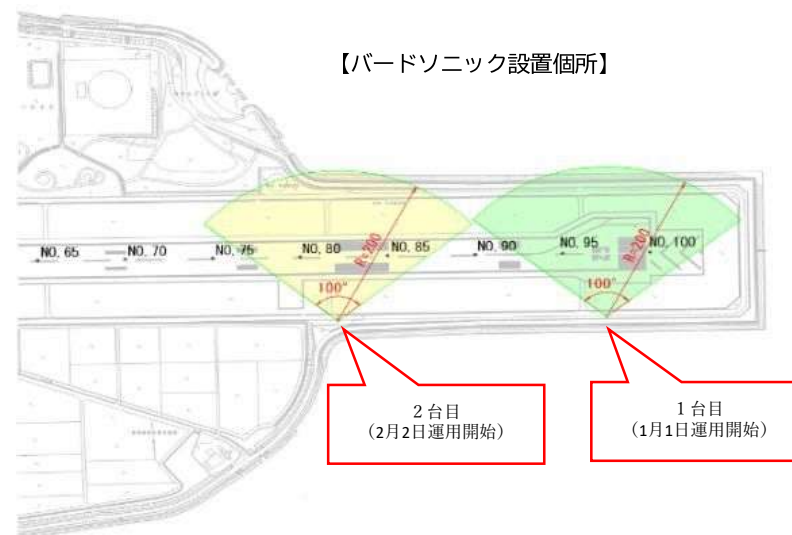 【バードソニック設置個所】
NO. 65
NO. 70
NO. 75
NO. 80
NO. 85
NO. 90
NO. 95
NO. 100
R=200
R=200
100°
100°
２台目
（2月2日運用開始）
１台目
（1月1日運用開始）